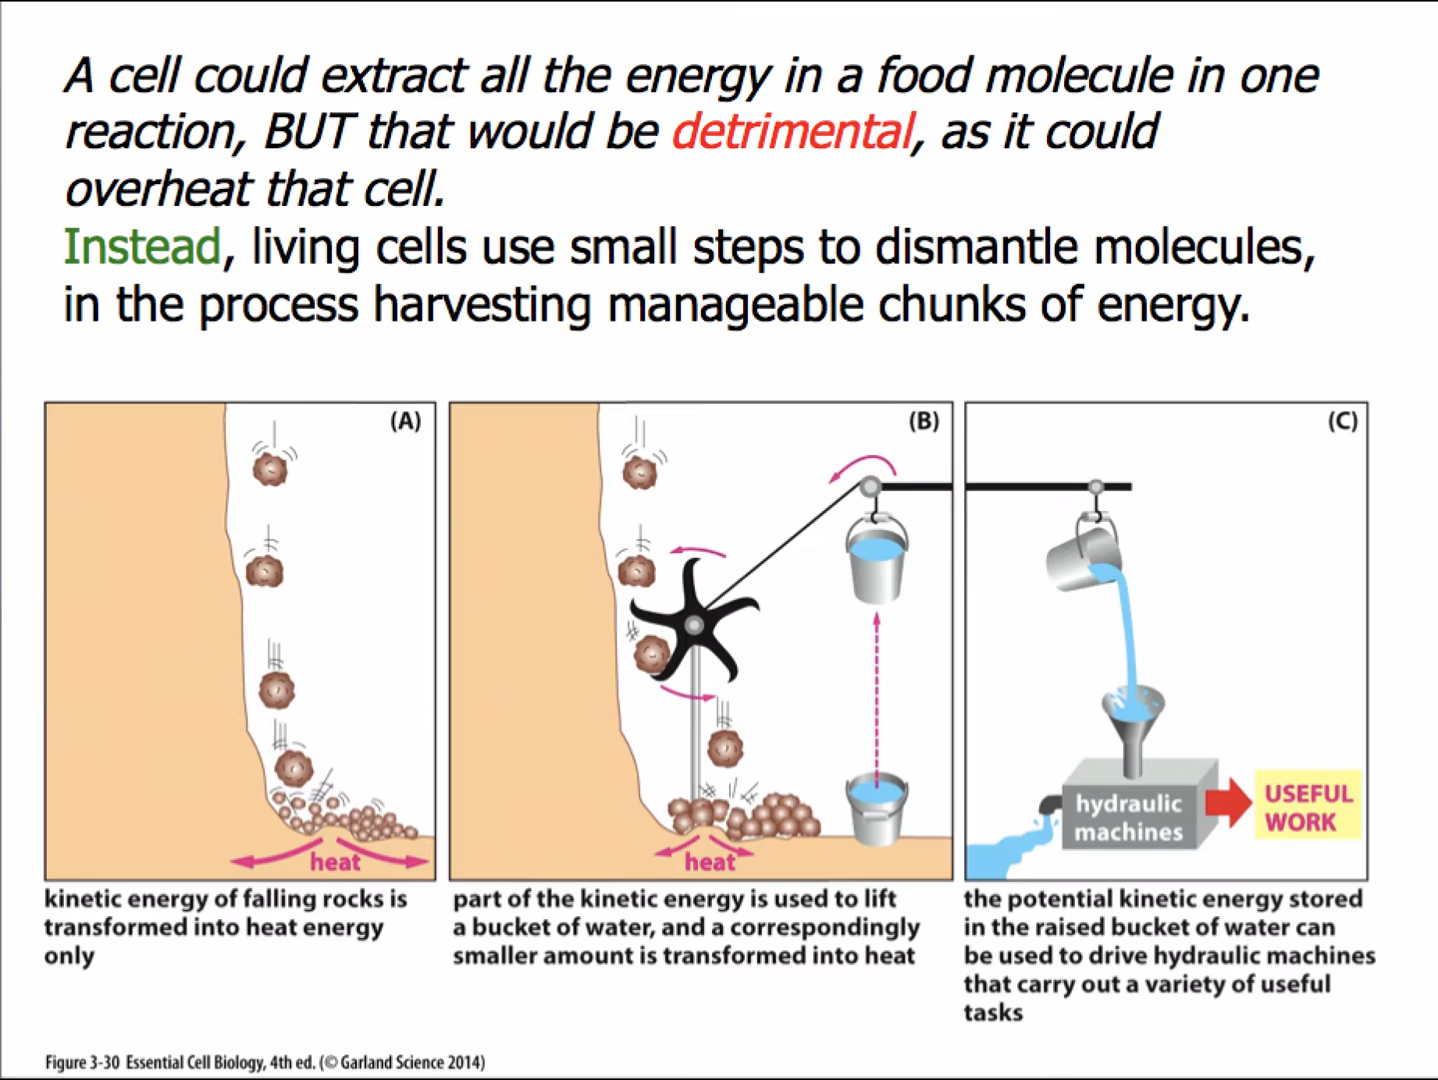 A cell could extract all the energy in a food molecule in one
reaction, BUT that would be detrimental, as it could
overheat that cell.
Instead, living cells use small steps to dismantle molecules,
in the process harvesting manageable chunks of energy.
(A)
heat
kinetic energy of falling rocks is
transformed into heat energy
only
(B)
heat
part of the kinetic energy is used to lift
a bucket of water, and a correspondingly
smaller amount is transformed into heat
(C)
hydraulic
machines
USEFUL
WORK
the potential kinetic energy stored
in the raised bucket of water can
be used to drive hydraulic machines
that carry out a variety of useful
tasks
Figure 3-30 Essential Cell Biology, 4th ed. (© Garland Science 2014)